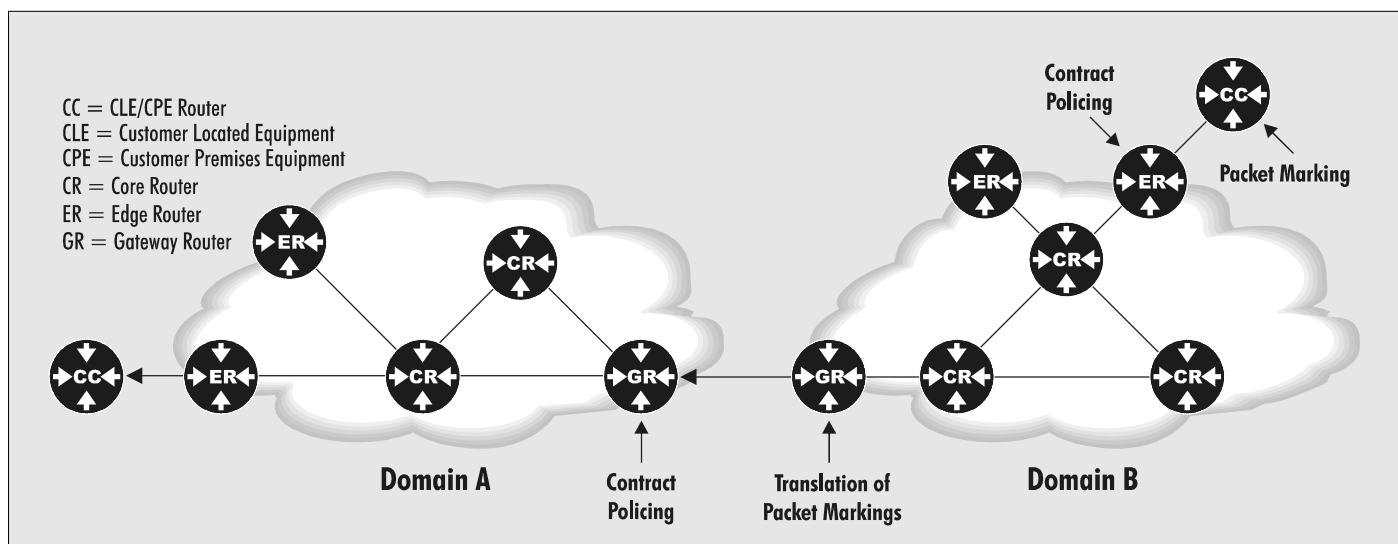 CC = CLE/CPE Router
CLE = Customer Located Equipment
CPE = Customer Premises Equipment
CR = Core Router
ER = Edge Router
GR = Gateway Router
Contract
Policing
CC
Packet Marking
ER
ER
ER
CR
CR
CC
ER
CR
GR
GR
CR
CR
Domain A
Contract
Policing
Translation of
Packet Markings
Domain B